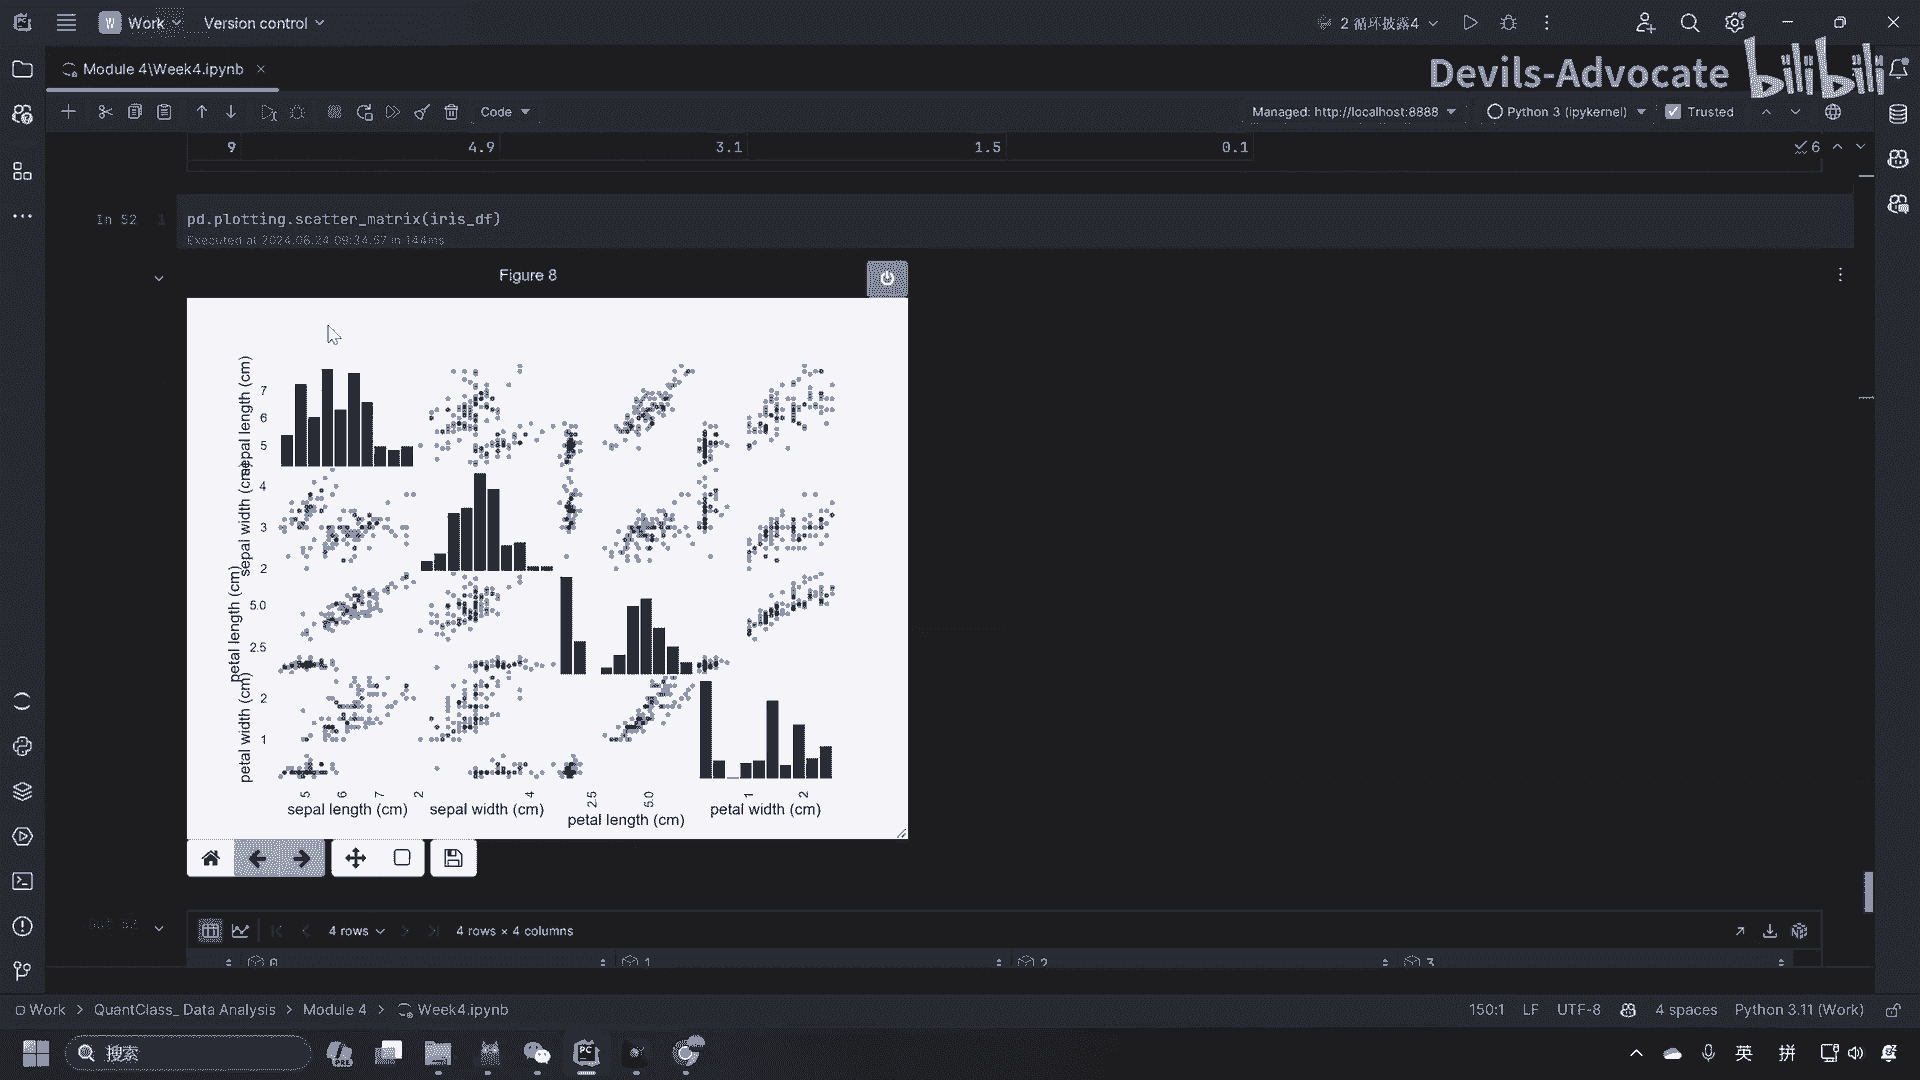 W Work Version control 2 循环披露4
Module 4\Week4.ipynb
Devils-Advocate bilibili
Code Managed: http://localhost:8888 Python 3 (ipykernel) Trusted
9 4.9 3.1 1.5 0.1 6
In 52 1 pd.plotting.scatter_matrix(iris_df)
Executed at 2024.06.24 09:34:57 in 144ms
Figure 8
sepal length (cm) 7 6 5
sepal width (cm) 4 3 2
petal length (cm) 5.0 2.5
petal width (cm) 2 1
5 6 7 2 4 2.5 5.0 1 2
sepal length (cm) sepal width (cm) petal length (cm) petal width (cm)
4 rows 4 rows × 4 columns
0 1 2 3
Work QuantClass_ Data Analysis Module 4 Week4.ipynb 150:1 LF UTF-8 4 spaces Python 3.11 (Work)
搜索 PRE PC 英 拼